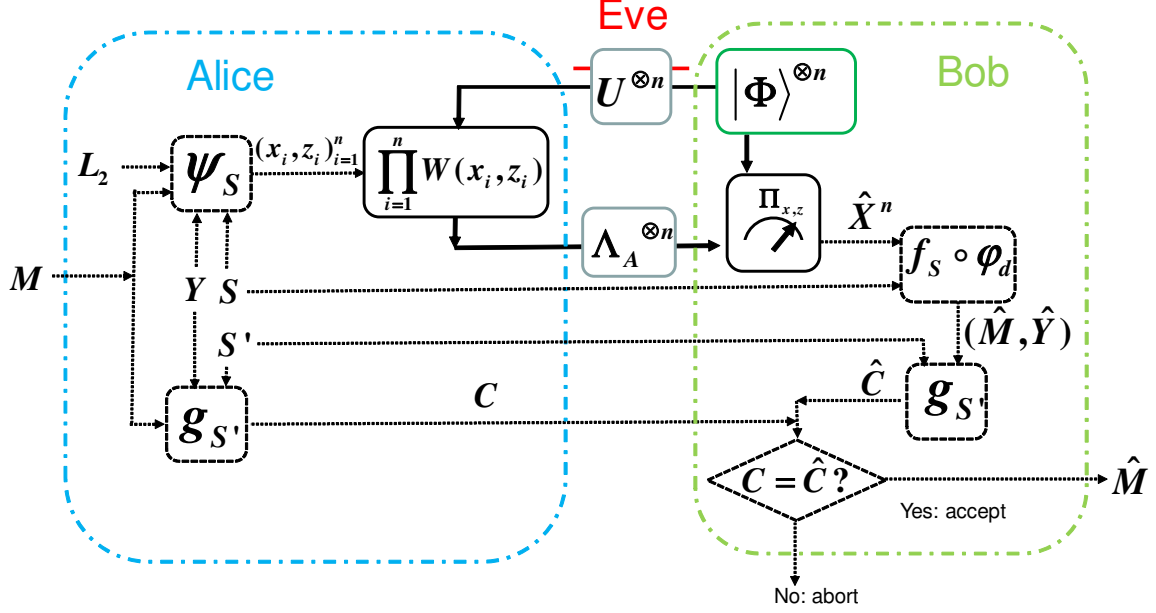 Eve
Alice
Bob
U^{⊗n}
|Φ⟩^{⊗n}
L_2
ψ_S
(x_i, z_i)_{i=1}^n
∏_{i=1}^n W(x_i, z_i)
Π_{x,z}
X̂^n
Λ_A^{⊗n}
f_S ∘ φ_d
M
Y
S
(M̂, Ŷ)
S'
Ĉ
g_{S'}
C
g_{S'}
C = Ĉ ?
M̂
Yes: accept
No: abort